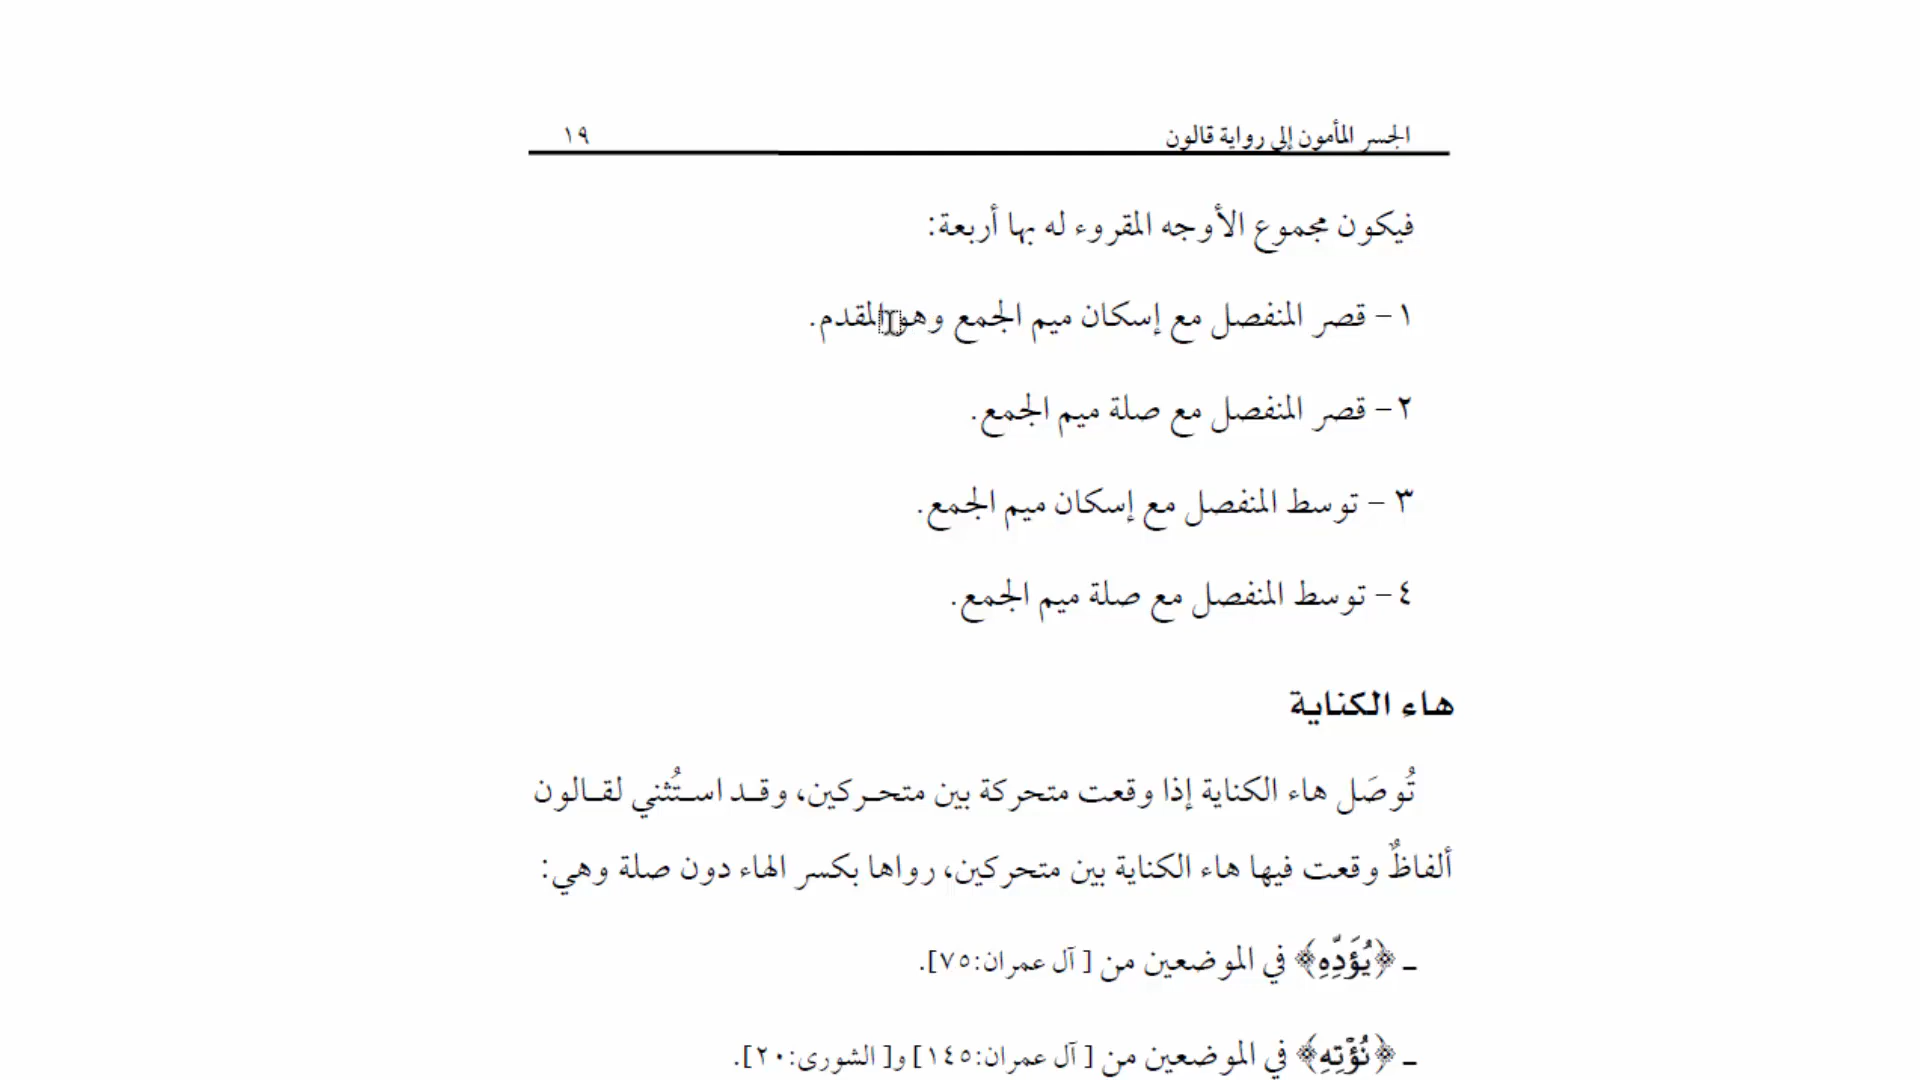 الجسر المأمون إلى رواية قالون ١٩
فيكون مجموع الأوجه المقروء له بها أربعة:
١- قصر المنفصل مع إسكان ميم الجمع وهو المقدم.
٢- قصر المنفصل مع صلة ميم الجمع.
٣- توسط المنفصل مع إسكان ميم الجمع.
٤- توسط المنفصل مع صلة ميم الجمع.
هاء الكناية
تُوصَل هاء الكناية إذا وقعت متحركة بين متحركين، وقد استُثني لقالون
ألفاظٌ وقعت فيها هاء الكناية بين متحركين، رواها بكسر الهاء دون صلة وهي:
ـ ﴿يُؤَدِّهِ﴾ في الموضعين من [ آل عمران:٧٥].
ـ ﴿نُؤْتِهِ﴾ في الموضعين من [ آل عمران:١٤٥] و[ الشورى:٢٠].